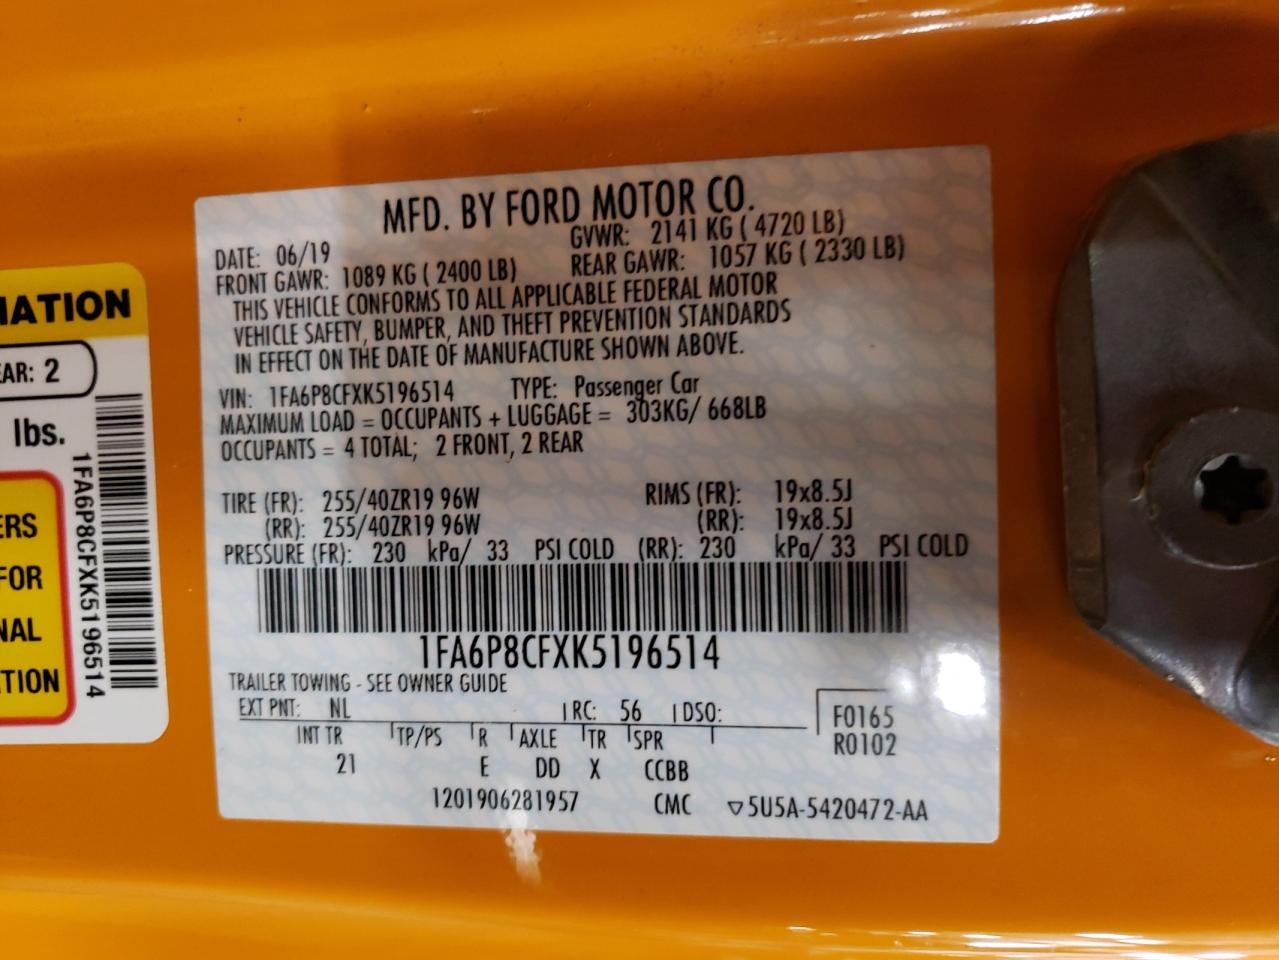 MFD. BY FORD MOTOR CO.
DATE: 06/19 GVWR: 2141 KG ( 4720 LB)
FRONT GAWR: 1089 KG ( 2400 LB) REAR GAWR: 1057 KG ( 2330 LB)
THIS VEHICLE CONFORMS TO ALL APPLICABLE FEDERAL MOTOR
VEHICLE SAFETY, BUMPER, AND THEFT PREVENTION STANDARDS
IN EFFECT ON THE DATE OF MANUFACTURE SHOWN ABOVE.
VIN: 1FA6P8CFXK5196514 TYPE: Passenger Car
MAXIMUM LOAD = OCCUPANTS + LUGGAGE = 303KG/ 668LB
OCCUPANTS = 4 TOTAL; 2 FRONT, 2 REAR
TIRE (FR): 255/40ZR19 96W RIMS (FR): 19x8.5J
(RR): 255/40ZR19 96W (RR): 19x8.5J
PRESSURE (FR): 230 kPa/ 33 PSI COLD (RR): 230 kPa/ 33 PSI COLD
1FA6P8CFXK5196514
TRAILER TOWING - SEE OWNER GUIDE
EXT PNT: NL RC: 56 DSO: F0165
INT TR TP/PS R AXLE TR SPR R0102
21 E DD X CCBB
1201906281957 CMC ▽5U5A-5420472-AA
IATION
EAR: 2
lbs.
ERS
FOR
NAL
TION
1FA6P8CFXK5196514